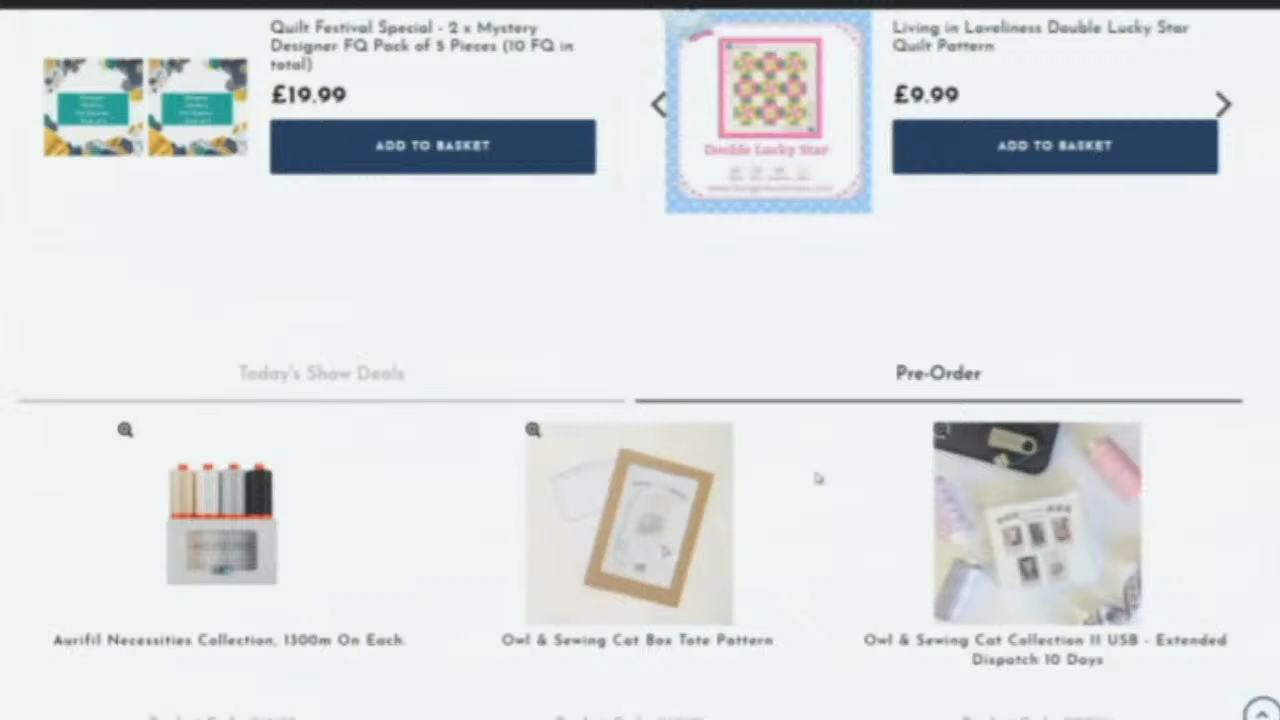 Quilt Festival Special - 2 x Mystery
Designer FQ Pack of 5 Pieces (10 FQ in
total)
£19.99
ADD TO BASKET
Living in Loveliness Double Lucky Star
Quilt Pattern
£9.99
ADD TO BASKET
Double Lucky Star
Today's Show Deals
Pre-Order
Aurifil Necessities Collection, 1300m On Each.
Owl & Sewing Cat Box Tote Pattern
Owl & Sewing Cat Collection II USB - Extended
Dispatch 10 Days